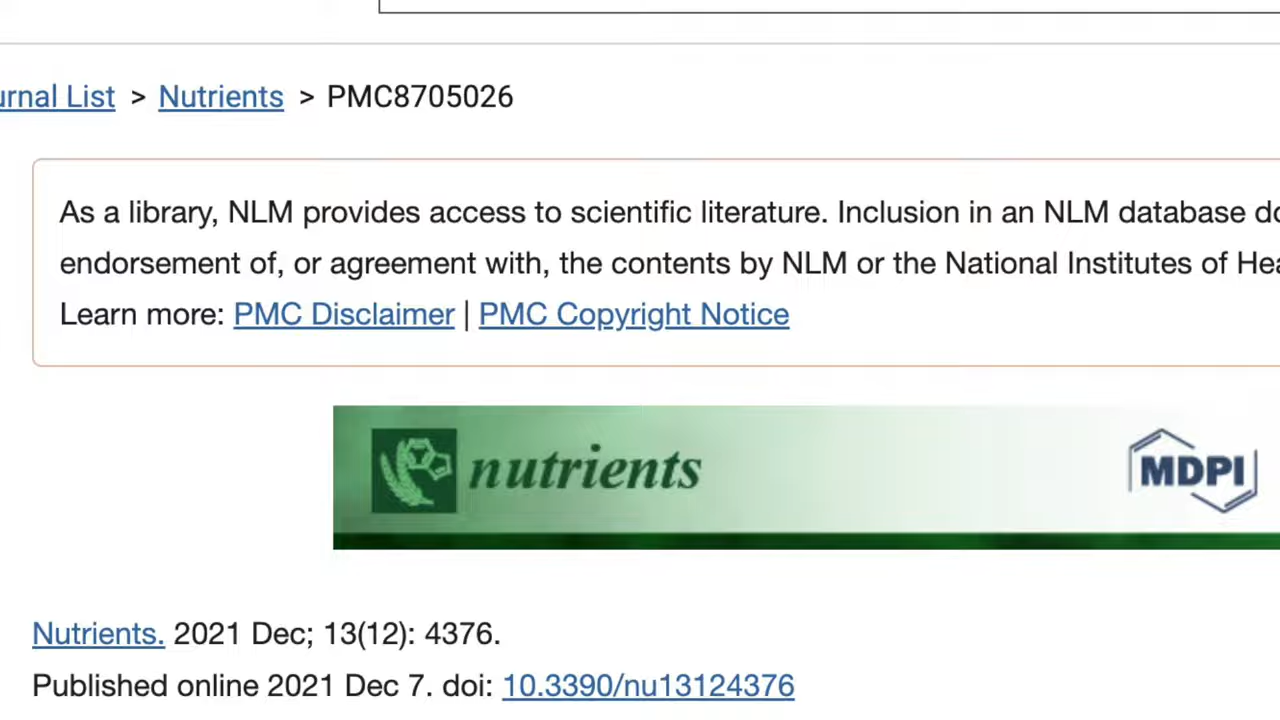 urnal List > Nutrients > PMC8705026
As a library, NLM provides access to scientific literature. Inclusion in an NLM database
endorsement of, or agreement with, the contents by NLM or the National Institutes of
Learn more: PMC Disclaimer | PMC Copyright Notice
nutrients
MDPI
Nutrients. 2021 Dec; 13(12): 4376.
Published online 2021 Dec 7. doi: 10.3390/nu13124376